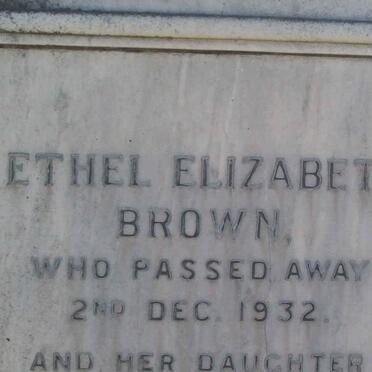 ETHEL ELIZABET
BROWN,
WHO PASSED AWAY
2ND DEC. 1932.
AND HER DAUGHTER